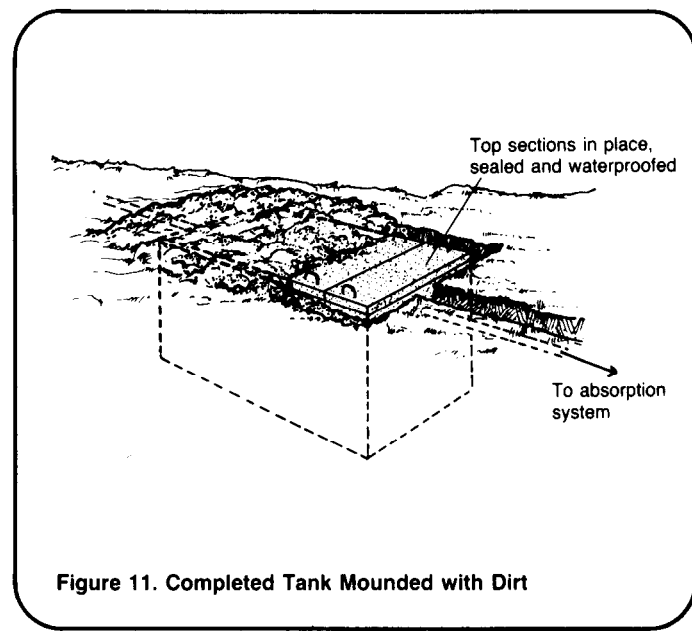 Top sections in place,
sealed and waterproofed
To absorption
system
Figure 11. Completed Tank Mounded with Dirt